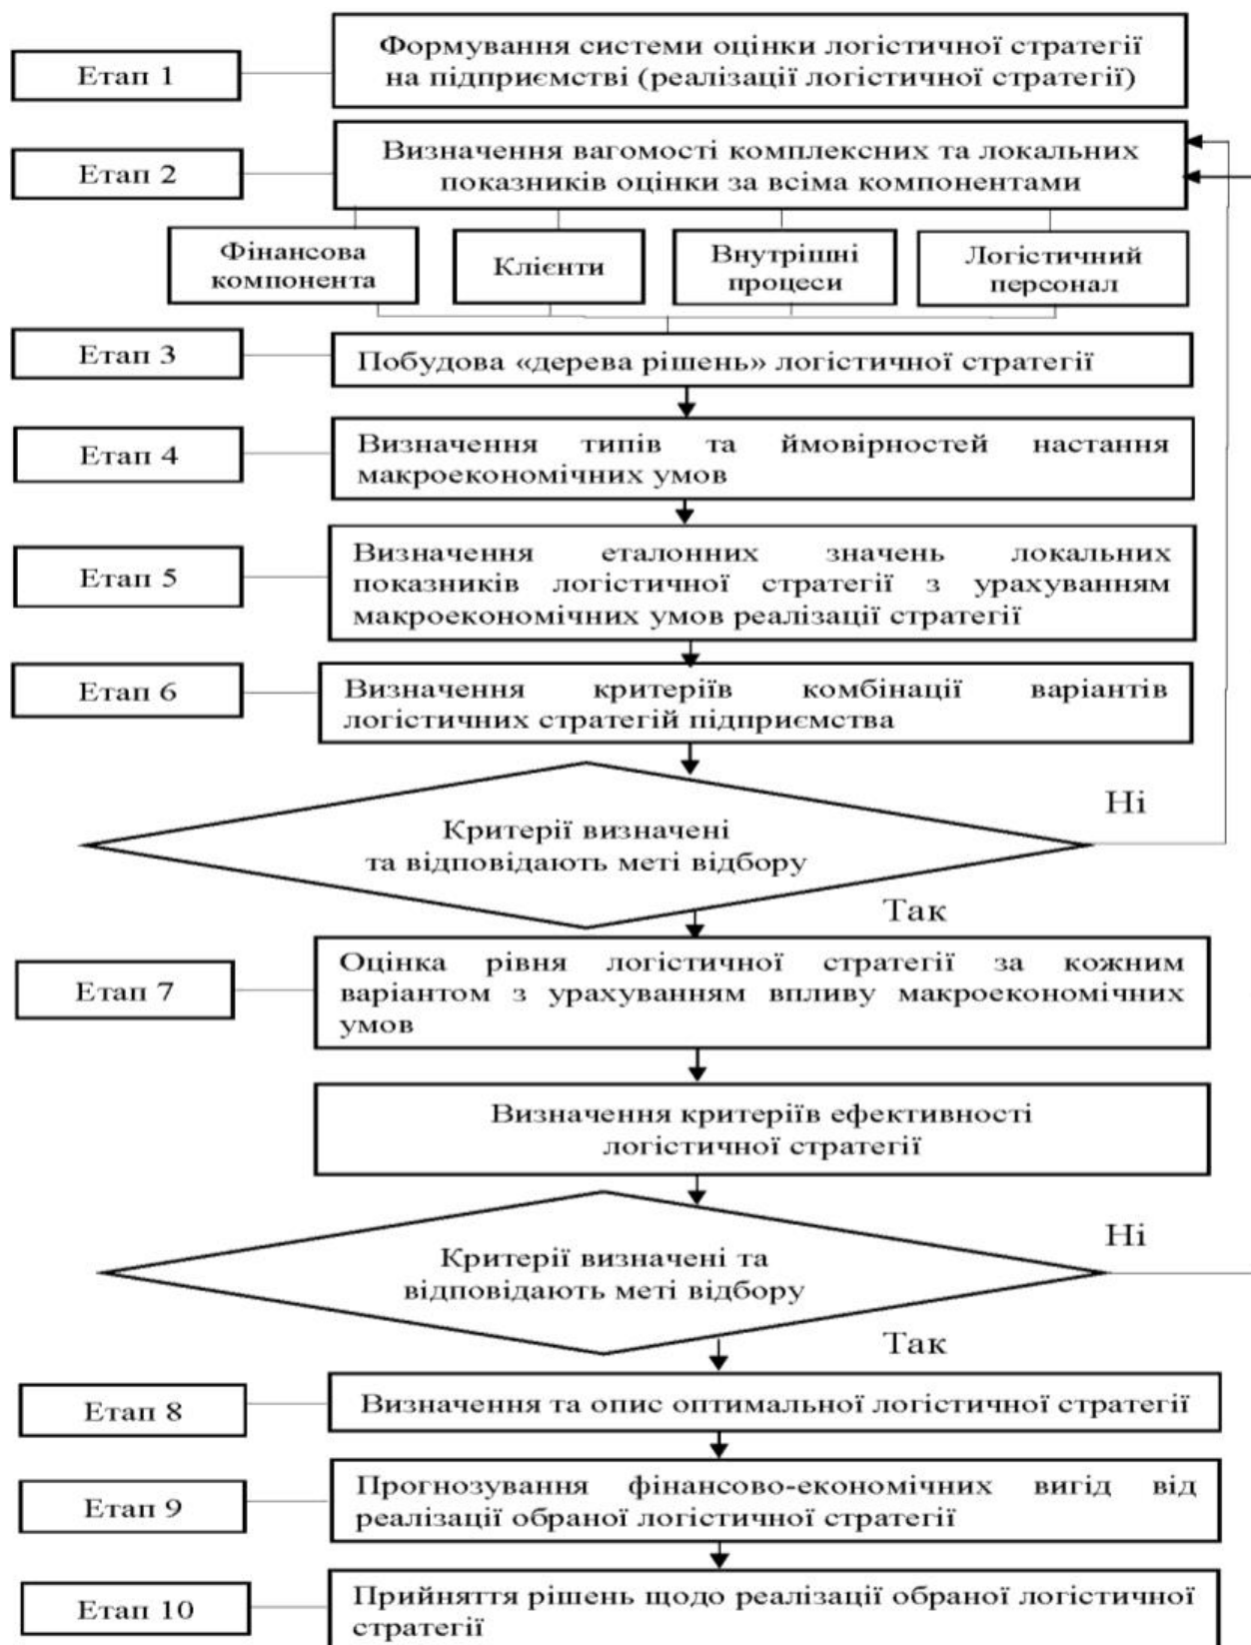 Етап 1
Формування системи оцінки логістичної стратегії
на підприємстві (реалізації логістичної стратегії)
Етап 2
Визначення вагомості комплексних та локальних
показників оцінки за всіма компонентами
Фінансова
компонента
Клієнти
Внутрішні
процеси
Логістичний
персонал
Етап 3
Побудова «дерева рішень» логістичної стратегії
Етап 4
Визначення типів та ймовірностей настання
макроекономічних умов
Етап 5
Визначення еталонних значень локальних
показників логістичної стратегії з урахуванням
макроекономічних умов реалізації стратегії
Етап 6
Визначення критеріїв комбінації варіантів
логістичних стратегій підприємства
Ні
Критерії визначені
та відповідають меті відбору
Так
Етап 7
Оцінка рівня логістичної стратегії за кожним
варіантом з урахуванням впливу макроекономічних
умов
Визначення критеріїв ефективності
логістичної стратегії
Ні
Критерії визначені та
відповідають меті відбору
Так
Етап 8
Визначення та опис оптимальної логістичної стратегії
Етап 9
Прогнозування фінансово-економічних вигід від
реалізації обраної логістичної стратегії
Етап 10
Прийняття рішень щодо реалізації обраної логістичної
стратегії